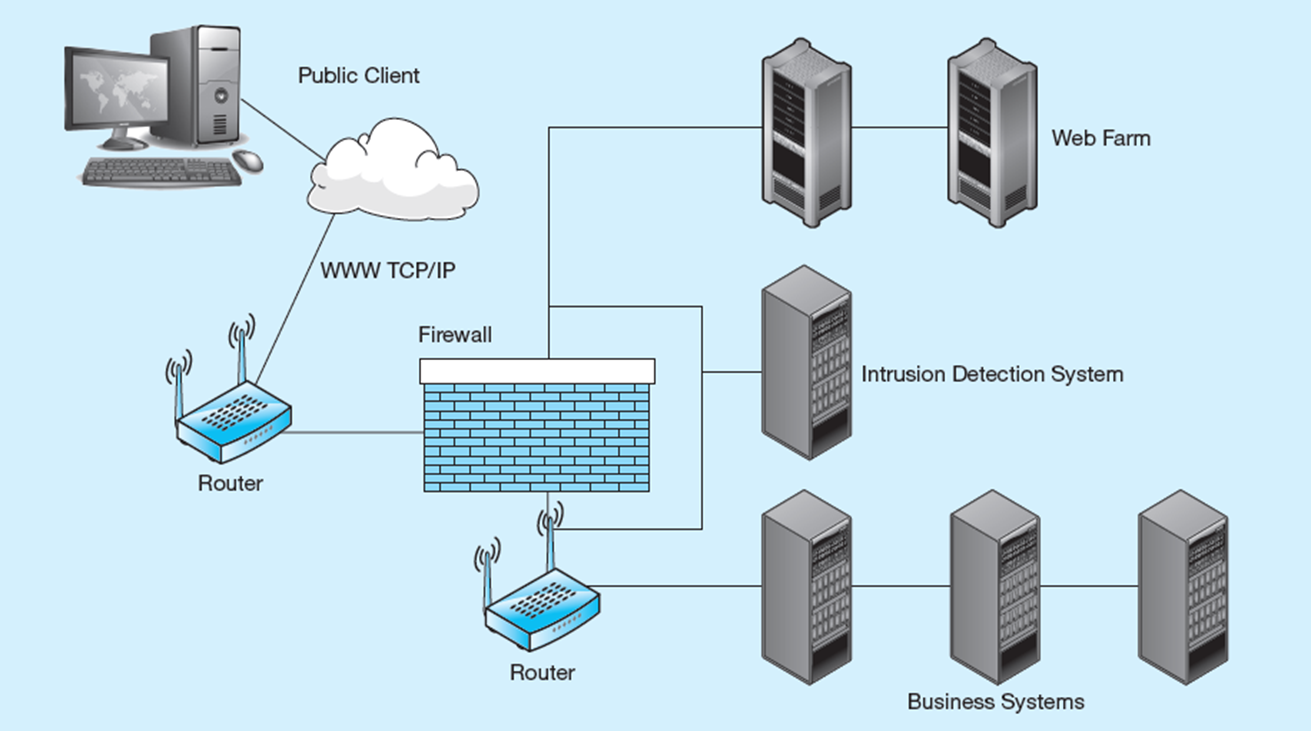 Public Client
Web Farm
WWW TCP/IP
Firewall
Intrusion Detection System
Router
Router
Business Systems